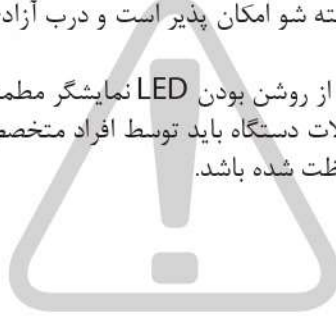 ته شو امکان پذیر است و درب آزاد
از روشن بودن LED نمایشگر مطم
لات دستگاه باید توسط افراد متخصص
ظت شده باشد.